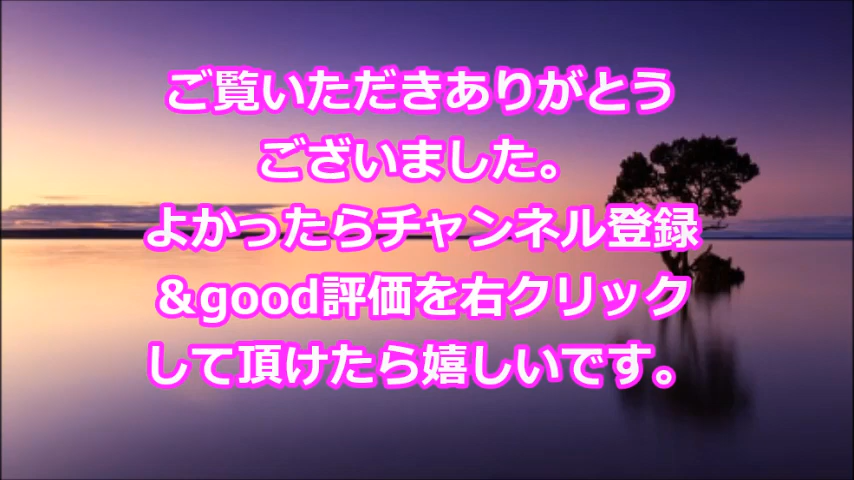 ご覧いただきありがとう
ございました。
よかったらチャンネル登録
＆good評価を右クリック
して頂けたら嬉しいです。